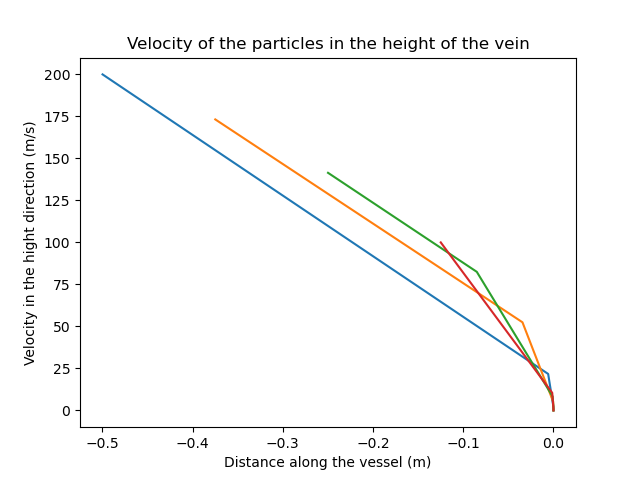 Velocity of the particles in the height of the vein
Velocity in the hight direction (m/s)
200
175
150
125
100
75
50
25
0
−0.5 −0.4 −0.3 −0.2 −0.1 0.0
Distance along the vessel (m)